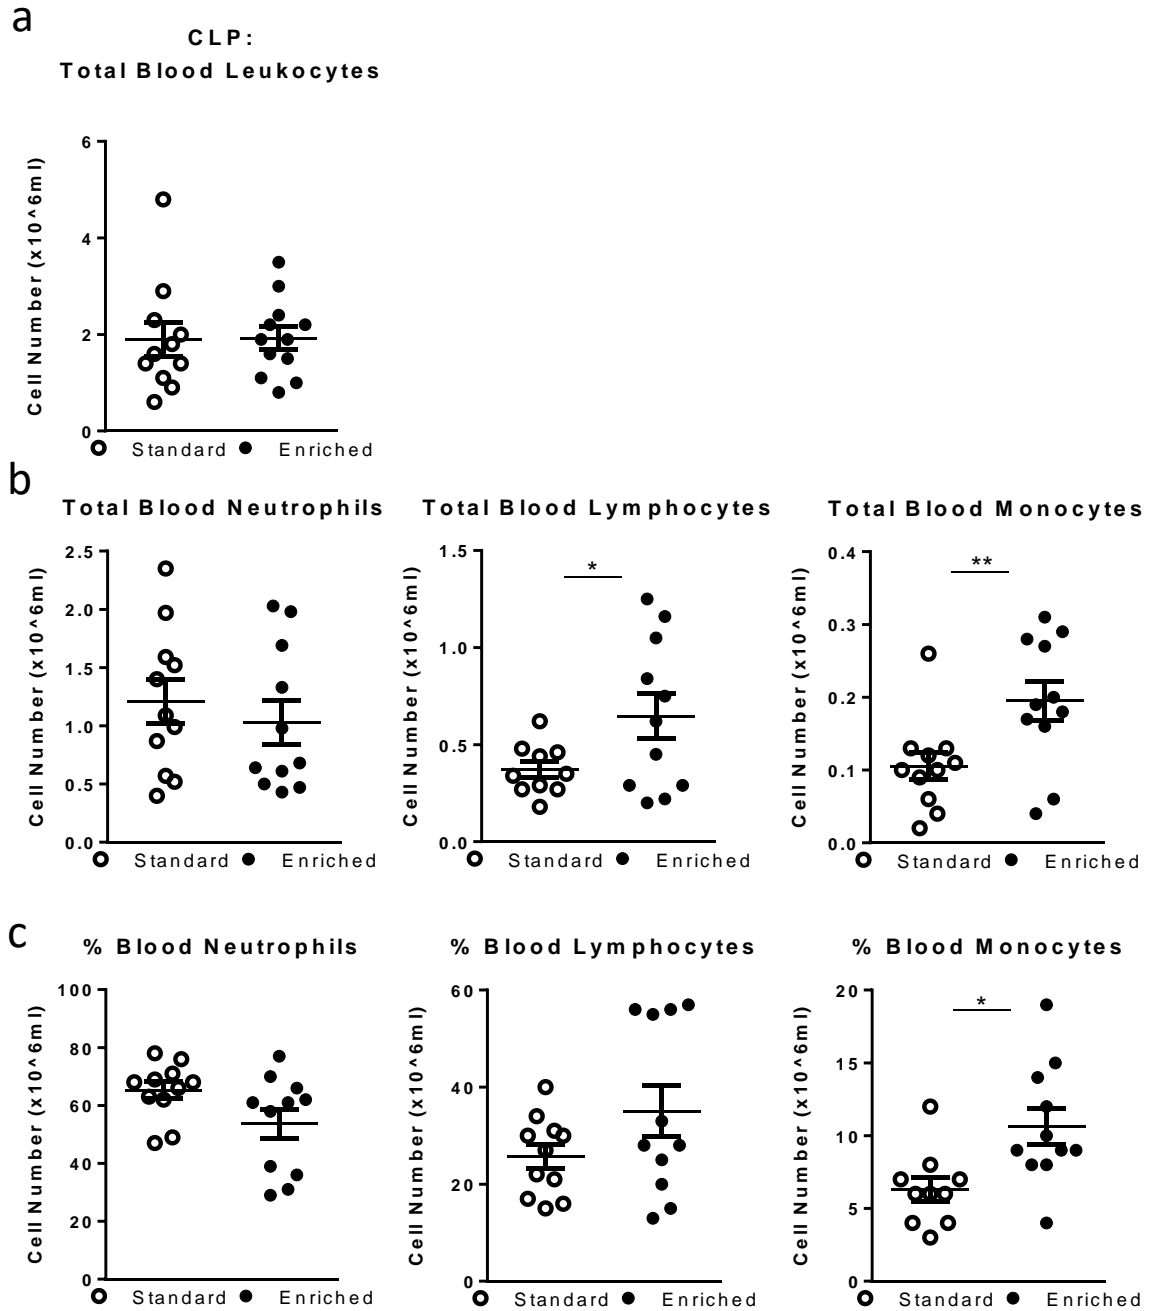 a
CLP:
Total Blood Leukocytes
Cell Number (x10^6ml)
6
4
2
0
Standard Enriched
b
Total Blood Neutrophils
Cell Number (x10^6ml)
2.5
2.0
1.5
1.0
0.5
0.0
Standard Enriched
Total Blood Lymphocytes
Cell Number (x10^6ml)
1.5
1.0
0.5
0.0
*
Standard Enriched
Total Blood Monocytes
Cell Number (x10^6ml)
0.4
0.3
0.2
0.1
0.0
**
Standard Enriched
c
% Blood Neutrophils
Cell Number (x10^6ml)
100
80
60
40
20
0
Standard Enriched
% Blood Lymphocytes
Cell Number (x10^6ml)
60
40
20
0
Standard Enriched
% Blood Monocytes
Cell Number (x10^6ml)
20
15
10
5
0
*
Standard Enriched